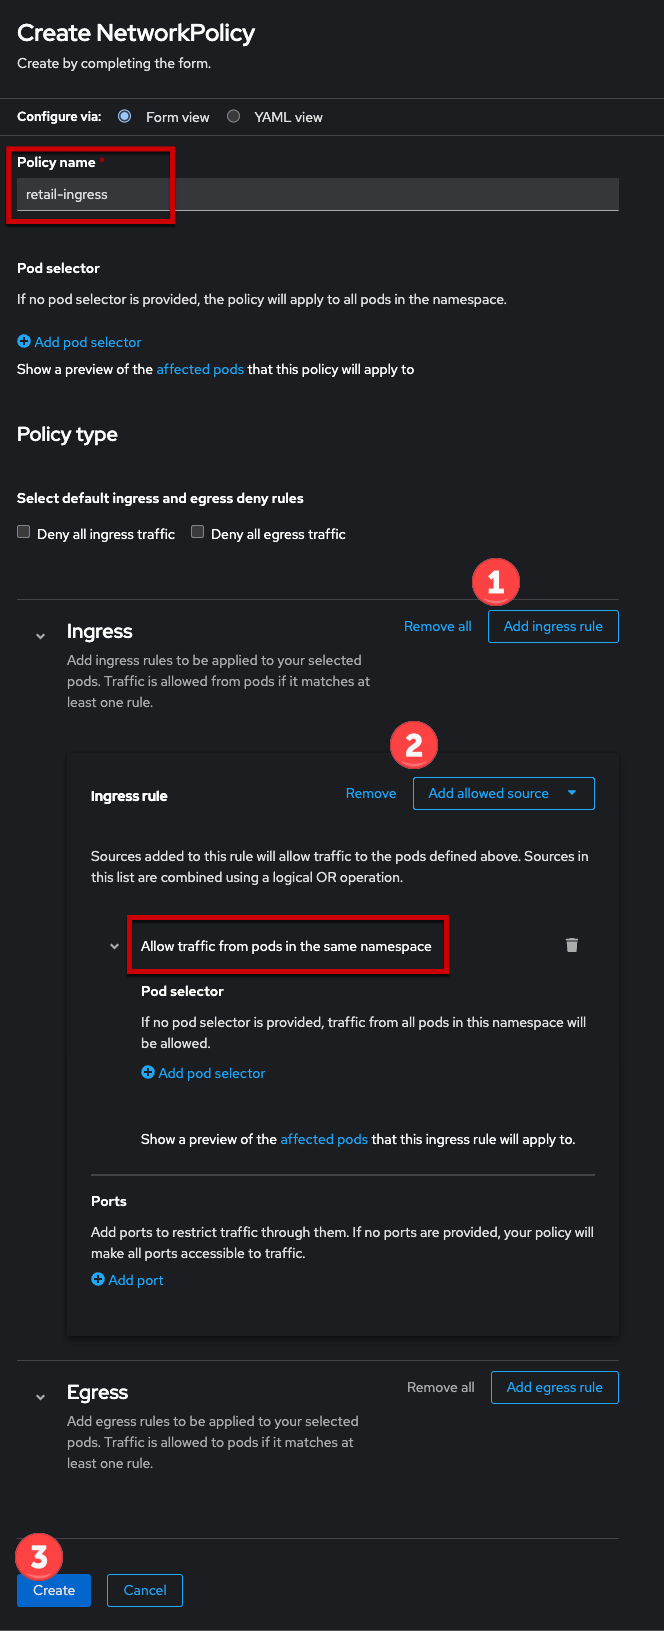 Create NetworkPolicy
Create by completing the form.
Configure via: Form view YAML view
Policy name *
retail-ingress
Pod selector
If no pod selector is provided, the policy will apply to all pods in the namespace.
Add pod selector
Show a preview of the affected pods that this policy will apply to
Policy type
Select default ingress and egress deny rules
Deny all ingress traffic Deny all egress traffic
1
Ingress Remove all Add ingress rule
Add ingress rules to be applied to your selected
pods. Traffic is allowed from pods if it matches at
least one rule.
2
Ingress rule Remove Add allowed source
Sources added to this rule will allow traffic to the pods defined above. Sources in
this list are combined using a logical OR operation.
Allow traffic from pods in the same namespace
Pod selector
If no pod selector is provided, traffic from all pods in this namespace will
be allowed.
Add pod selector
Show a preview of the affected pods that this ingress rule will apply to.
Ports
Add ports to restrict traffic through them. If no ports are provided, your policy will
make all ports accessible to traffic.
Add port
Egress Remove all Add egress rule
Add egress rules to be applied to your selected
pods. Traffic is allowed to pods if it matches at
least one rule.
3
Create Cancel